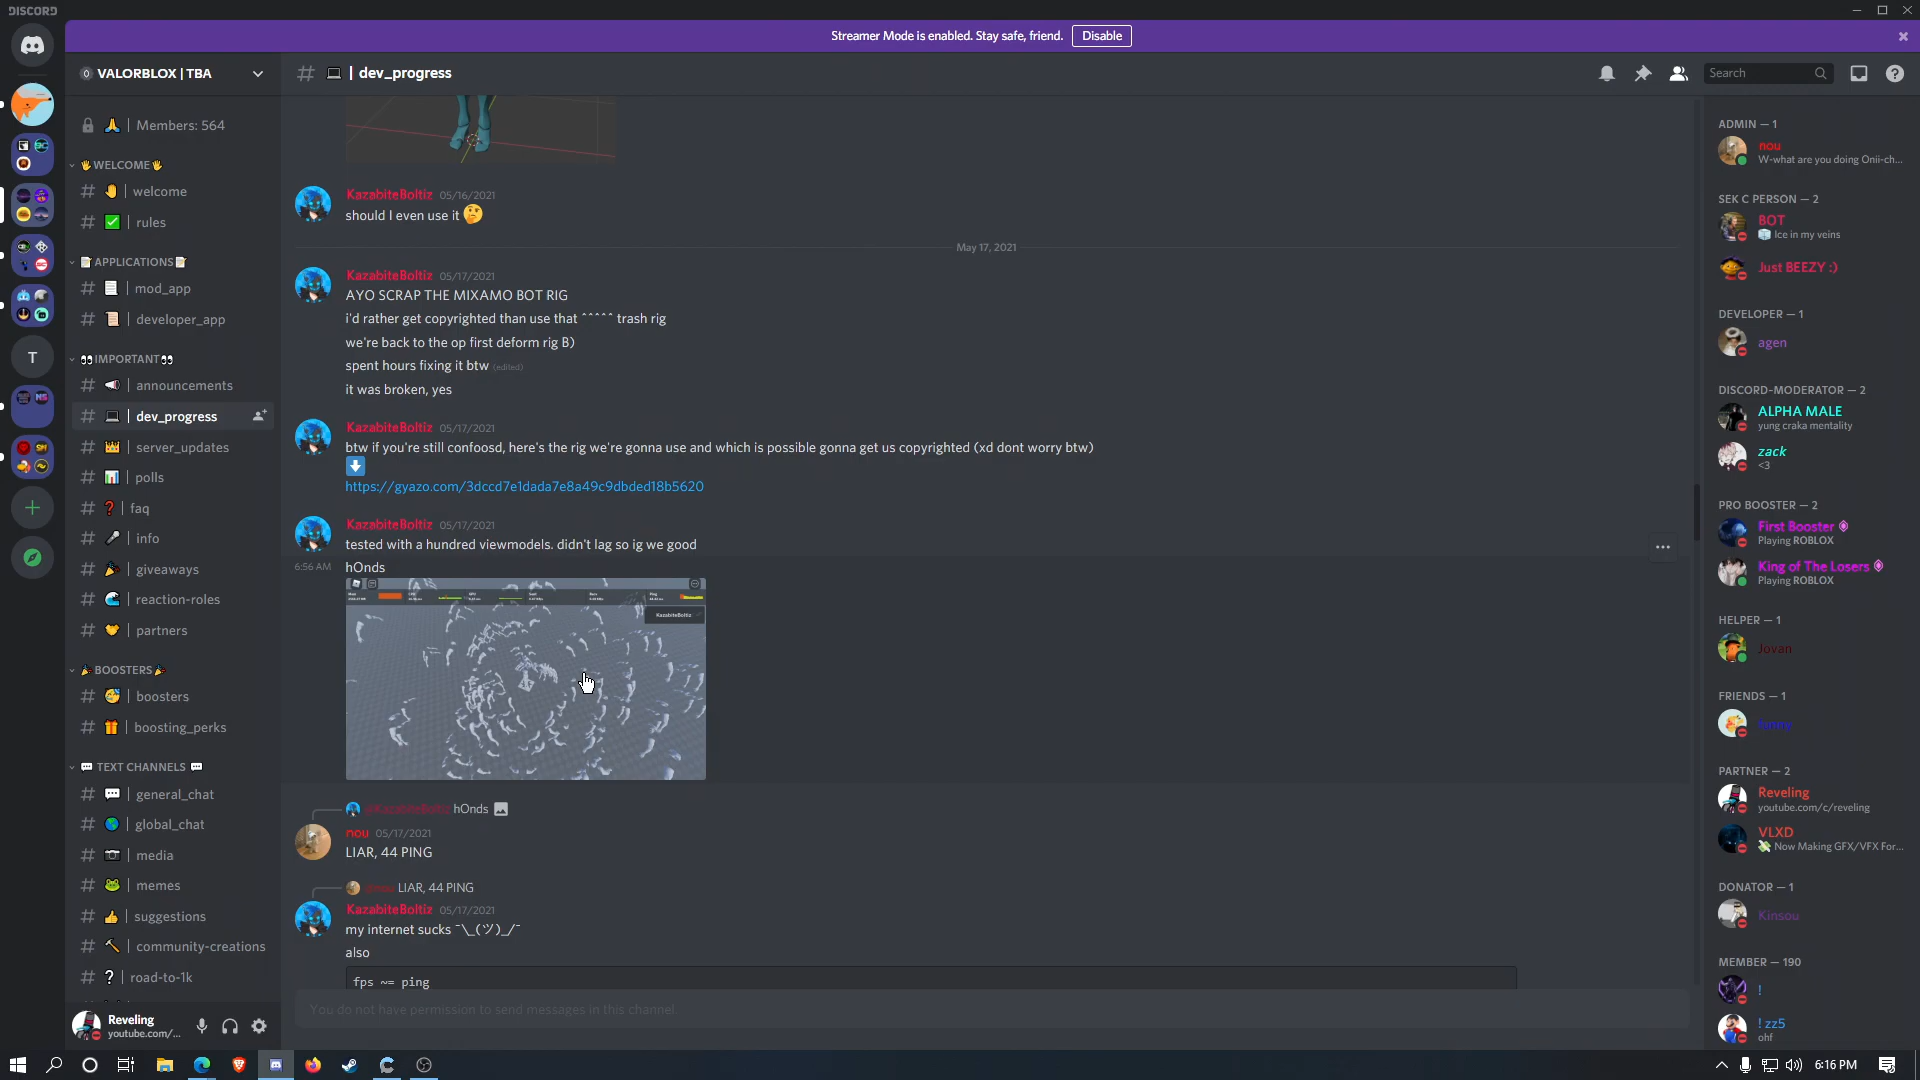 DISCORD
Streamer Mode is enabled. Stay safe, friend.
Disable
VALORBLOX | TBA
| Members: 564
👋WELCOME👋
| welcome
| rules
📝APPLICATIONS📝
| mod_app
| developer_app
👀IMPORTANT👀
| announcements
| dev_progress
| server_updates
| polls
| faq
| info
| giveaways
| reaction-roles
| partners
🎉BOOSTERS🎉
| boosters
| boosting_perks
💬 TEXT CHANNELS 💬
| general_chat
| global_chat
| media
| memes
| suggestions
| community-creations
| road-to-1k
T
Reveling
youtube.com/...
| dev_progress
Search
KazabiteBoltiz 05/16/2021
should I even use it 🤔
May 17, 2021
KazabiteBoltiz 05/17/2021
AYO SCRAP THE MIXAMO BOT RIG
i'd rather get copyrighted than use that ^^^^^ trash rig
we're back to the op first deform rig B)
spent hours fixing it btw (edited)
it was broken, yes
KazabiteBoltiz 05/17/2021
btw if you're still confoosd, here's the rig we're gonna use and which is possible gonna get us copyrighted (xd dont worry btw)
⬇️
https://gyazo.com/3dccd7e1dada7e8a49c9dbded18b5620
KazabiteBoltiz 05/17/2021
tested with a hundred viewmodels. didn't lag so ig we good
6:56 AM hOnds
KazabiteBoltiz
@KazabiteBoltiz hOnds
nou 05/17/2021
LIAR, 44 PING
@nou LIAR, 44 PING
KazabiteBoltiz 05/17/2021
my internet sucks ¯\_(ツ)_/¯
also
fps ~= ping
You do not have permission to send messages in this channel.
ADMIN — 1
nou
W-what are you doing Onii-ch...
SEK C PERSON — 2
BOT
🧊 Ice in my veins
Just BEEZY :)
DEVELOPER — 1
agen
DISCORD-MODERATOR — 2
ALPHA MALE
yung craka mentality
zack
<3
PRO BOOSTER — 2
First Booster
Playing ROBLOX
King of The Losers
Playing ROBLOX
HELPER — 1
Jovan
FRIENDS — 1
PARTNER — 2
Reveling
youtube.com/c/reveling
VLXD
💸 Now Making GFX/VFX For...
DONATOR — 1
Kinsou
MEMBER — 190
!
! zz5
ohf
6:16 PM